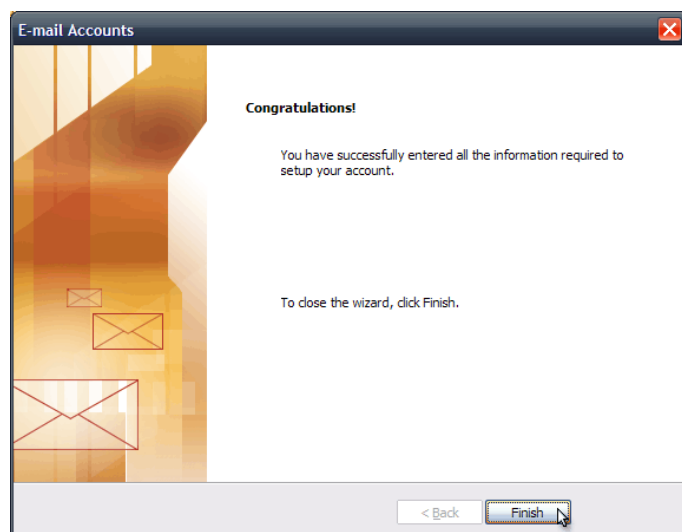 E-mail Accounts
Congratulations!
You have successfully entered all the information required to
setup your account.
To close the wizard, click Finish.
< Back
Finish